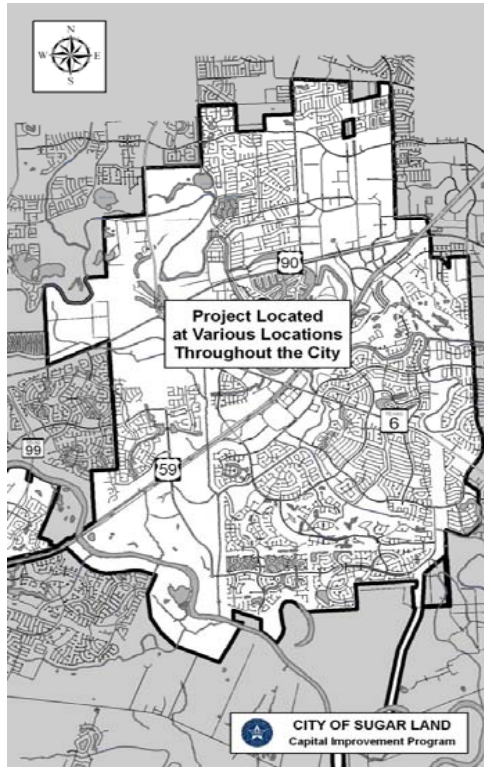 N
W E
S
90
Project Located
at Various Locations
Throughout the City
6
99
59
CITY OF SUGAR LAND
Capital Improvement Program